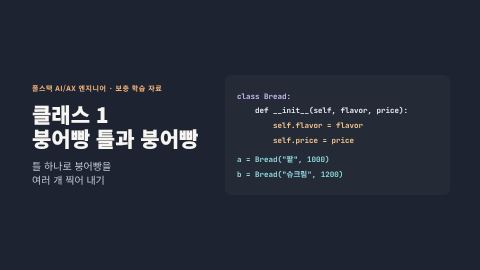 풀스택 AI/AX 엔지니어 · 보충 학습 자료
클래스 1
붕어빵 틀과 붕어빵
틀 하나로 붕어빵을
여러 개 찍어 내기
class Bread:
    def __init__(self, flavor, price):
        self.flavor = flavor
        self.price = price
a = Bread("팥", 1000)
b = Bread("슈크림", 1200)